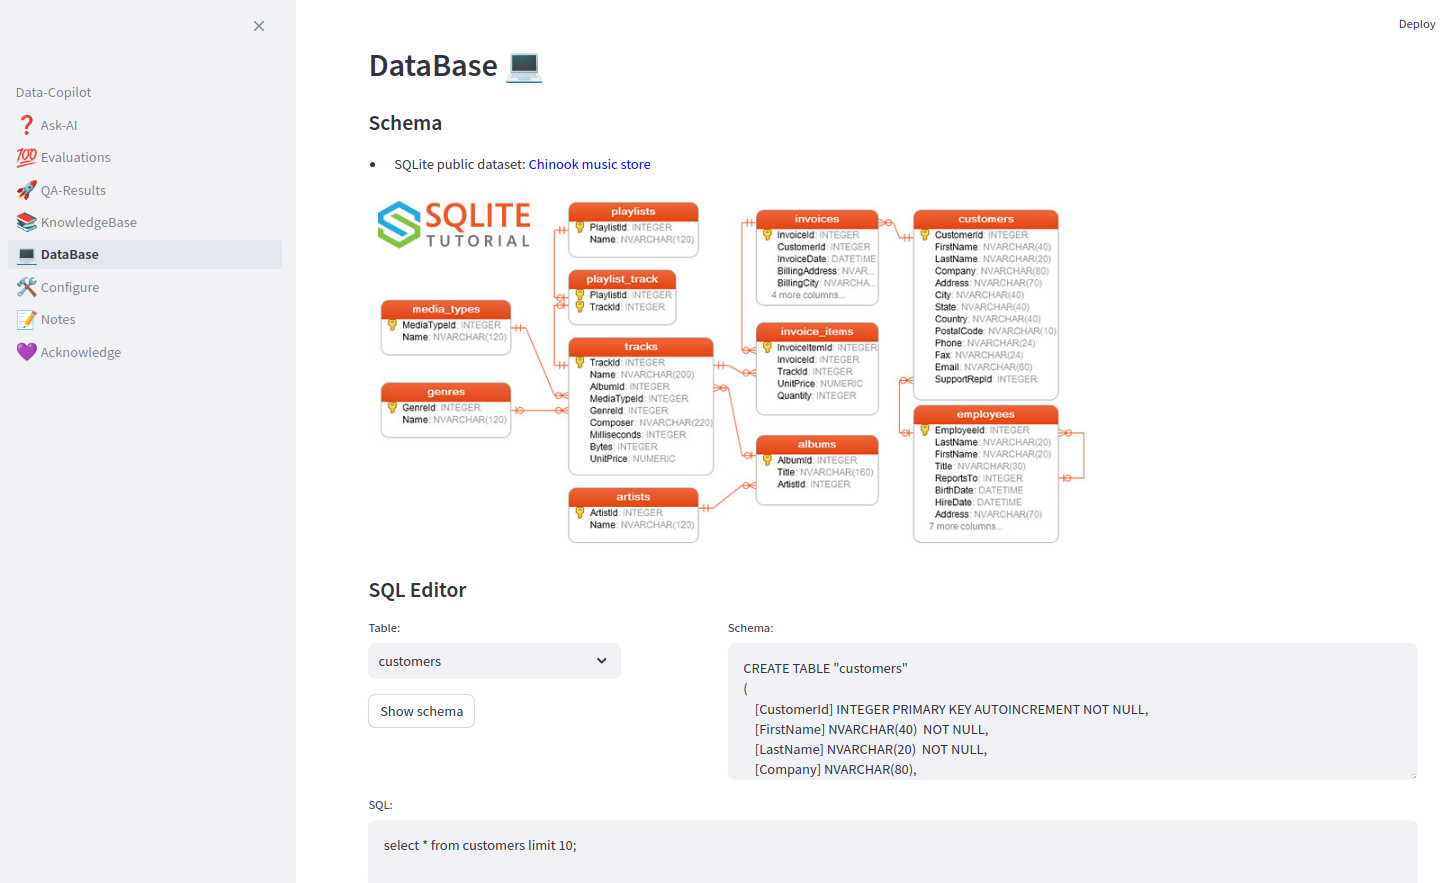 Deploy
Data-Copilot
Ask-AI
Evaluations
QA-Results
KnowledgeBase
DataBase
Configure
Notes
Acknowledge
DataBase
Schema
SQLite public dataset: Chinook music store
SQLITE
TUTORIAL
media_types
MediaTypeId: INTEGER
Name: NVARCHAR(120)
genres
GenreId: INTEGER
Name: NVARCHAR(120)
playlists
PlaylistId: INTEGER
Name: NVARCHAR(120)
playlist_track
PlaylistId: INTEGER
TrackId: INTEGER
tracks
TrackId: INTEGER
Name: NVARCHAR(200)
AlbumId: INTEGER
MediaTypeId: INTEGER
GenreId: INTEGER
Composer: NVARCHAR(220)
Milliseconds: INTEGER
Bytes: INTEGER
UnitPrice: NUMERIC
artists
ArtistId: INTEGER
Name: NVARCHAR(120)
invoices
InvoiceId: INTEGER
CustomerId: INTEGER
InvoiceDate: DATETIME
BillingAddress: NVAR...
BillingCity: NVARCHA...
4 more columns...
invoice_items
InvoiceItemId: INTEGER
InvoiceId: INTEGER
TrackId: INTEGER
UnitPrice: NUMERIC
Quantity: INTEGER
albums
AlbumId: INTEGER
Title: NVARCHAR(160)
ArtistId: INTEGER
customers
CustomerId: INTEGER
FirstName: NVARCHAR(40)
LastName: NVARCHAR(20)
Company: NVARCHAR(80)
Address: NVARCHAR(70)
City: NVARCHAR(40)
State: NVARCHAR(40)
Country: NVARCHAR(40)
PostalCode: NVARCHAR(10)
Phone: NVARCHAR(24)
Fax: NVARCHAR(24)
Email: NVARCHAR(60)
SupportRepId: INTEGER
employees
EmployeeId: INTEGER
LastName: NVARCHAR(20)
FirstName: NVARCHAR(20)
Title: NVARCHAR(30)
ReportsTo: INTEGER
BirthDate: DATETIME
HireDate: DATETIME
Address: NVARCHAR(70)
7 more columns...
SQL Editor
Table:
customers
Show schema
Schema:
CREATE TABLE "customers"
(
[CustomerId] INTEGER PRIMARY KEY AUTOINCREMENT NOT NULL,
[FirstName] NVARCHAR(40)  NOT NULL,
[LastName] NVARCHAR(20)  NOT NULL,
[Company] NVARCHAR(80),
SQL:
select * from customers limit 10;